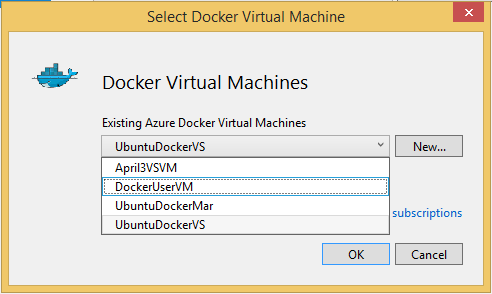 Select Docker Virtual Machine
Docker Virtual Machines
Existing Azure Docker Virtual Machines
UbuntuDockerVS
New...
April3VSVM
DockerUserVM
UbuntuDockerMar
UbuntuDockerVS
subscriptions
OK
Cancel